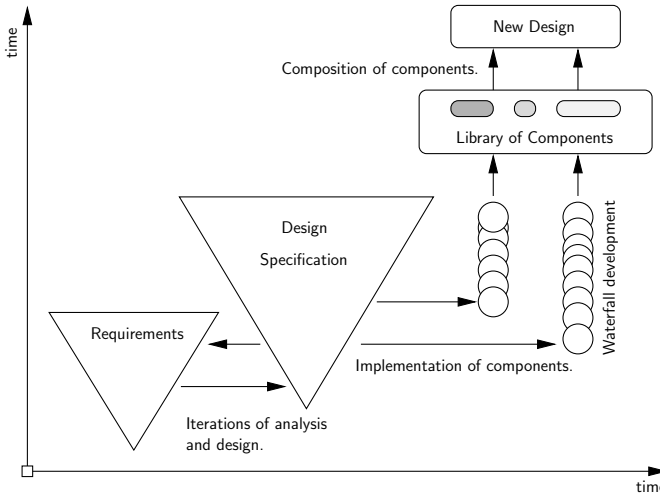 time
New Design
Composition of components.
Library of Components
Design
Specification
Waterfall development
Requirements
Implementation of components.
Iterations of analysis
and design.
time